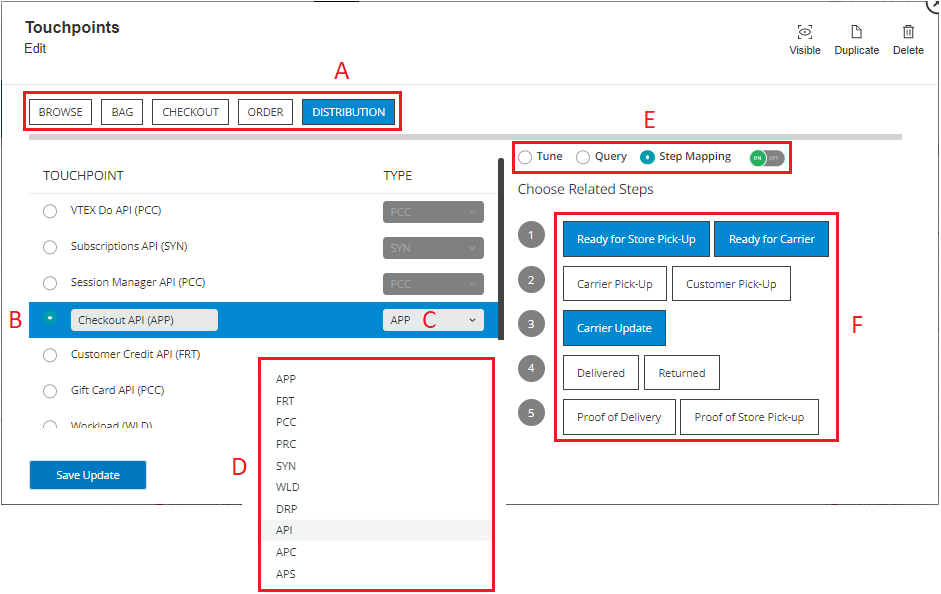 Touchpoints
Edit
Visible Duplicate Delete
A
BROWSE BAG CHECKOUT ORDER DISTRIBUTION
E
Tune Query Step Mapping ON OFF
TOUCHPOINT TYPE
Choose Related Steps
VTEX Do API (PCC) PCC
Subscriptions API (SYN) SYN
Session Manager API (PCC) PCC
B Checkout API (APP) APP C
Customer Credit API (FRT)
Gift Card API (PCC)
Workload (WLD)
Save Update
1 Ready for Store Pick-Up Ready for Carrier
2 Carrier Pick-Up Customer Pick-Up
3 Carrier Update F
4 Delivered Returned
5 Proof of Delivery Proof of Store Pick-up
D
APP
FRT
PCC
PRC
SYN
WLD
DRP
API
APC
APS